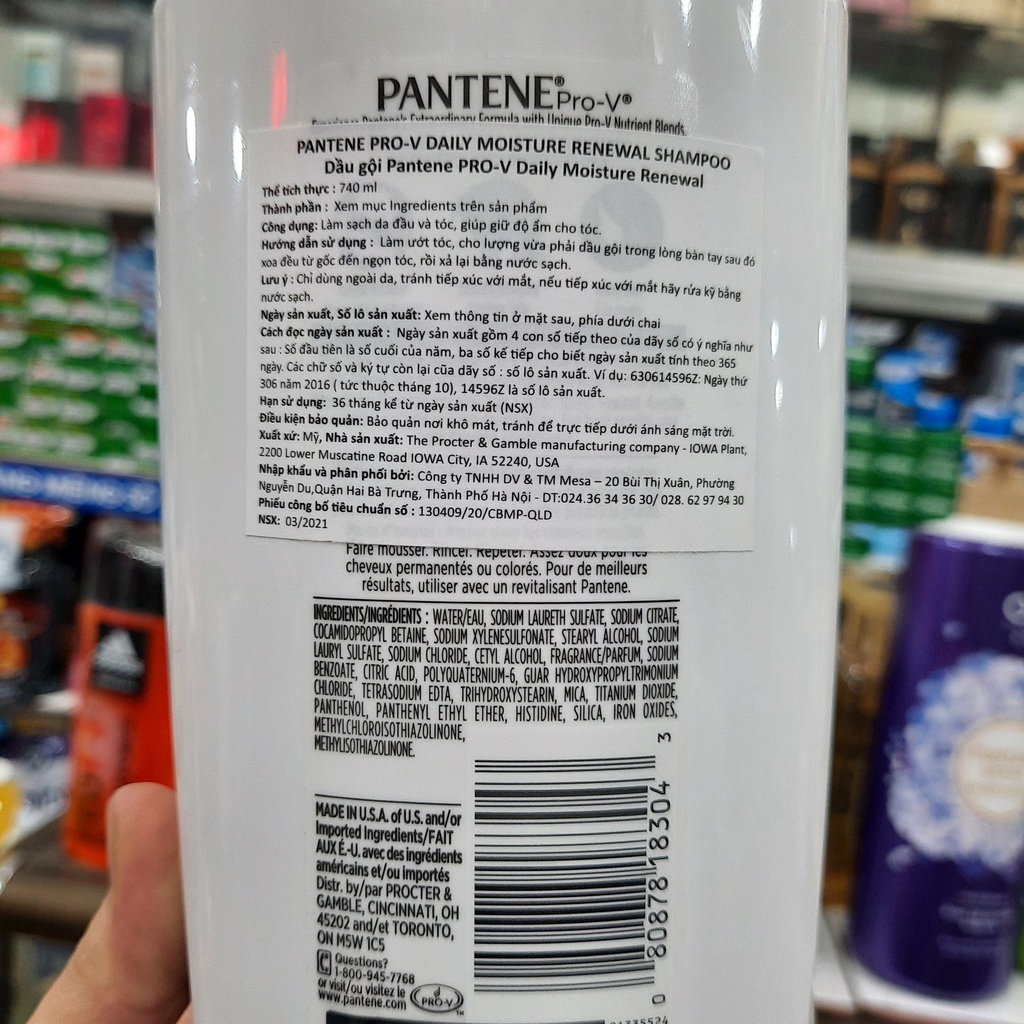 PANTENE® Pro-V®
Extraordinary Formula with Unique Pro-V Nutrient Blends.
PANTENE PRO-V DAILY MOISTURE RENEWAL SHAMPOO
Dầu gội Pantene PRO-V Daily Moisture Renewal
Thể tích thực : 740 ml
Thành phần : Xem mục Ingredients trên sản phẩm
Công dụng: Làm sạch da đầu và tóc, giúp giữ độ ẩm cho tóc.
Hướng dẫn sử dụng : Làm ướt tóc, cho lượng vừa phải dầu gội trong lòng bàn tay sau đó
xoa đều từ gốc đến ngọn tóc, rồi xả lại bằng nước sạch.
Lưu ý : Chỉ dùng ngoài da, tránh tiếp xúc với mắt, nếu tiếp xúc với mắt hãy rửa kỹ bằng
nước sạch.
Ngày sản xuất, Số lô sản xuất: Xem thông tin ở mặt sau, phía dưới chai
Cách đọc ngày sản xuất : Ngày sản xuất gồm 4 con số tiếp theo của dãy số có ý nghĩa như
sau : Số đầu tiên là số cuối của năm, ba số kế tiếp cho biết ngày sản xuất tính theo 365
ngày. Các chữ số và ký tự còn lại cũa dãy số : số lô sản xuất. Ví dụ: 630614596Z: Ngày thứ
306 năm 2016 ( tức thuộc tháng 10), 14596Z là số lô sản xuất.
Hạn sử dụng: 36 tháng kể từ ngày sản xuất (NSX)
Điều kiện bảo quản: Bảo quản nơi khô mát, tránh để trực tiếp dưới ánh sáng mặt trời.
Xuất xứ: Mỹ, Nhà sản xuất: The Procter & Gamble manufacturing company - IOWA Plant,
2200 Lower Muscatine Road IOWA City, IA 52240, USA
Nhập khẩu và phân phối bởi: Công ty TNHH DV & TM Mesa – 20 Bùi Thị Xuân, Phường
Nguyễn Du,Quận Hai Bà Trưng, Thành Phố Hà Nội - DT:024.36 34 36 30/ 028. 62 97 94 30
Phiếu công bố tiêu chuẩn số : 130409/20/CBMP-QLD
NSX: 03/2021
Faire mousser. Rincer. Répéter. Assez doux pour les
cheveux permanentés ou colorés. Pour de meilleurs
résultats, utiliser avec un revitalisant Pantene.
INGREDIENTS/INGRÉDIENTS : WATER/EAU, SODIUM LAURETH SULFATE, SODIUM CITRATE,
COCAMIDOPROPYL BETAINE, SODIUM XYLENESULFONATE, STEARYL ALCOHOL, SODIUM
LAURYL SULFATE, SODIUM CHLORIDE, CETYL ALCOHOL, FRAGRANCE/PARFUM, SODIUM
BENZOATE, CITRIC ACID, POLYQUATERNIUM-6, GUAR HYDROXYPROPYLTRIMONIUM
CHLORIDE, TETRASODIUM EDTA, TRIHYDROXYSTEARIN, MICA, TITANIUM DIOXIDE,
PANTHENOL, PANTHENYL ETHYL ETHER, HISTIDINE, SILICA, IRON OXIDES,
METHYLCHLOROISOTHIAZOLINONE,
METHYLISOTHIAZOLINONE.
MADE IN U.S.A. of U.S. and/or
Imported Ingredients/FAIT
AUX É.-U. avec des ingrédients
américains et/ou importés
Distr. by/par PROCTER &
GAMBLE, CINCINNATI, OH
45202 and/et TORONTO,
ON M5W 1C5
Questions?
1-800-945-7768
or visit/ou visitez le
www.pantene.com
PRO-V™
0 80878 18304 3
adidas